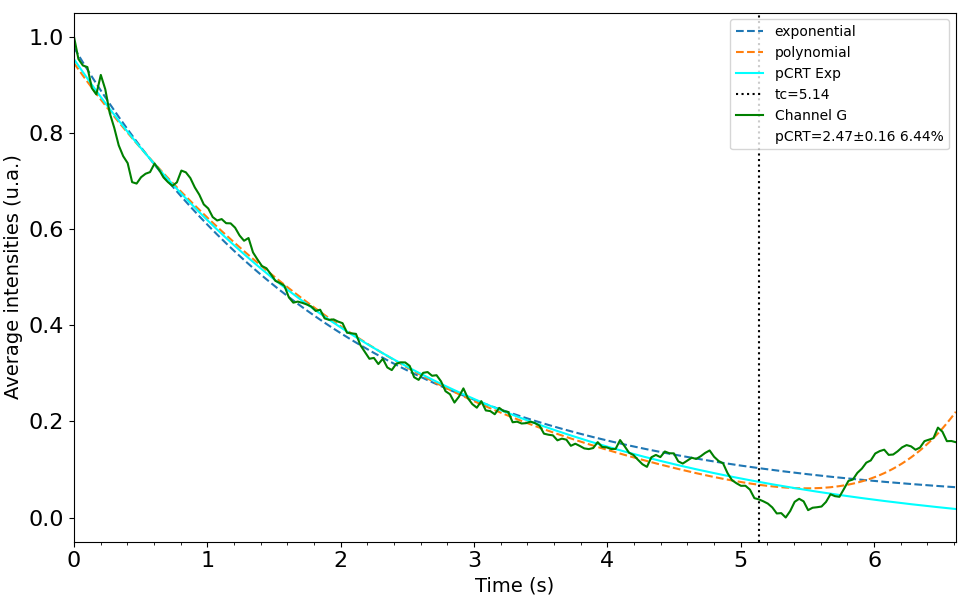 1.0
0.8
0.6
0.4
0.2
0.0
Average intensities (u.a.)
exponential
polynomial
pCRT Exp
tc=5.14
Channel G
pCRT=2.47±0.16 6.44%
0 1 2 3 4 5 6
Time (s)